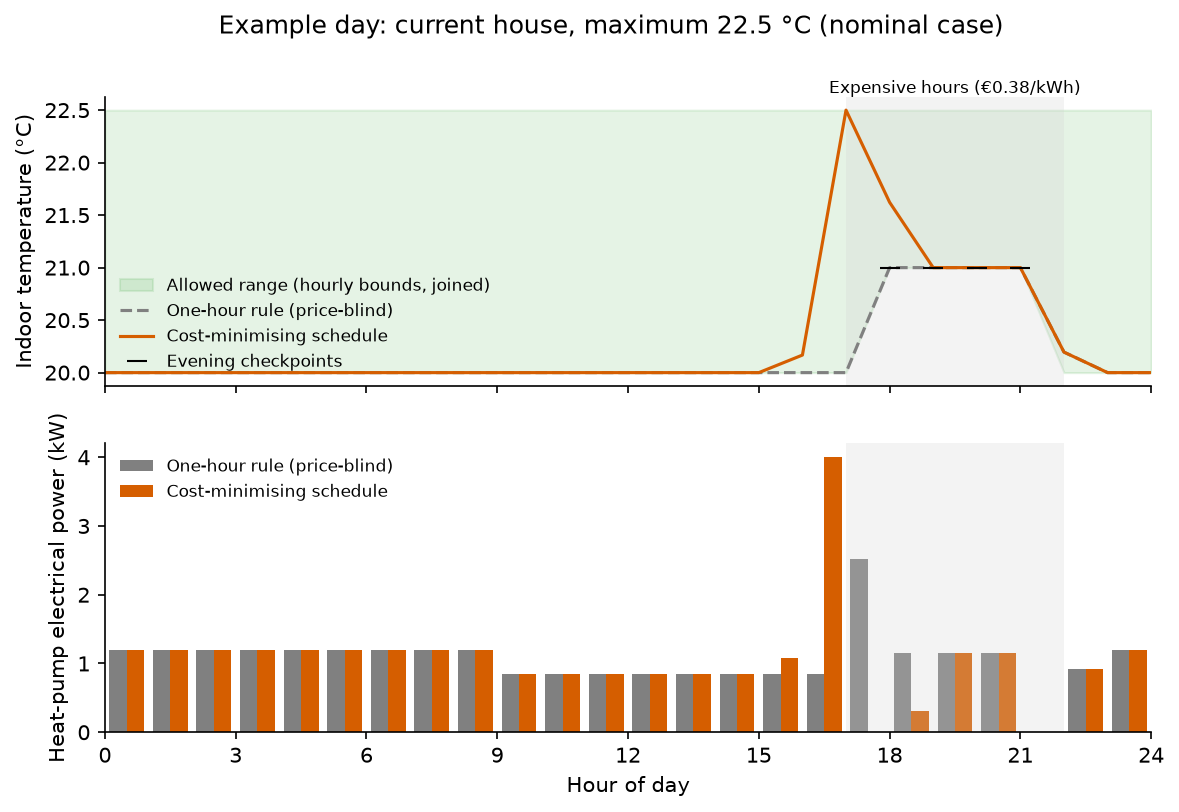 Example day: current house, maximum 22.5 °C (nominal case)
Expensive hours (€0.38/kWh)
Indoor temperature (°C)
22.5
22.0
21.5
21.0
20.5
20.0
Allowed range (hourly bounds, joined)
One-hour rule (price-blind)
Cost-minimising schedule
Evening checkpoints
Heat-pump electrical power (kW)
4
3
2
1
0
One-hour rule (price-blind)
Cost-minimising schedule
0 3 6 9 12 15 18 21 24
Hour of day